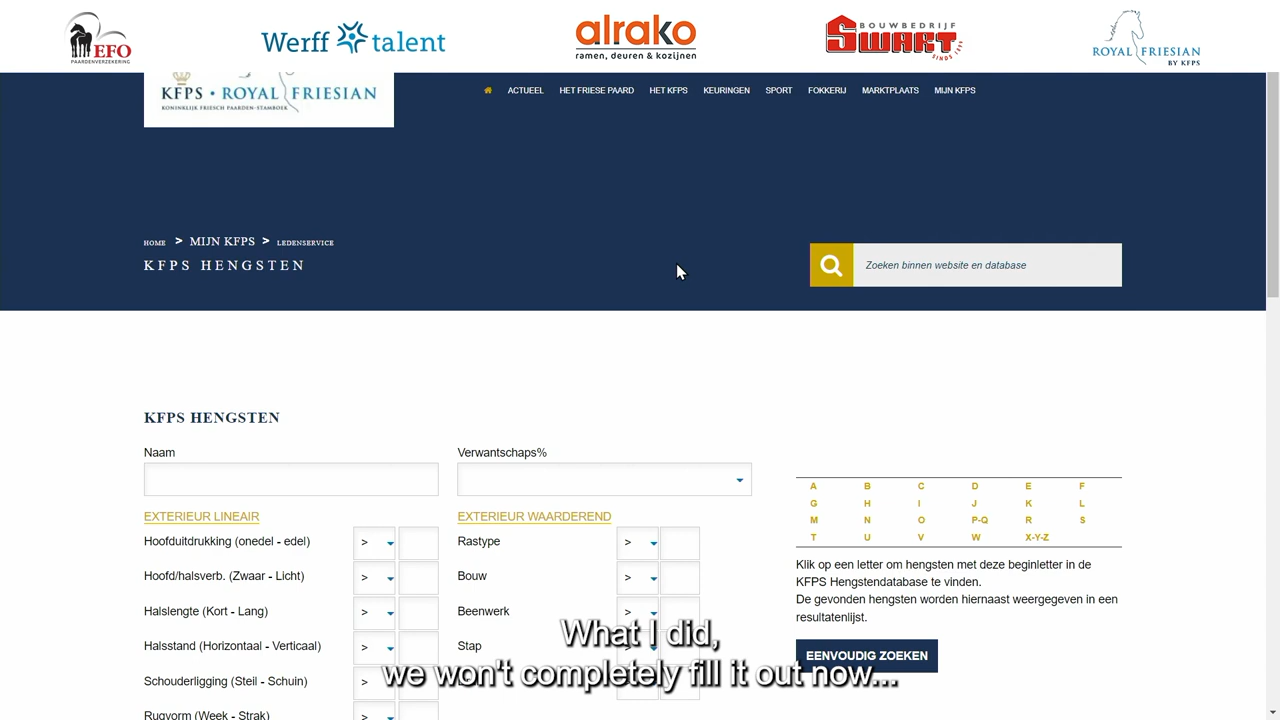 EFO
PAARDENVERZEKERING
Werff talent
alrako
ramen, deuren & kozijnen
BOUWBEDRIJF
SWART
SINDS 1895
ROYAL FRIESIAN
BY KFPS
KFPS • ROYAL FRIESIAN
KONINKLIJK FRIESCH PAARDEN-STAMBOEK
ACTUEEL
HET FRIESE PAARD
HET KFPS
KEURINGEN
SPORT
FOKKERIJ
MARKTPLAATS
MIJN KFPS
HOME > MIJN KFPS > LEDENSERVICE
KFPS HENGSTEN
Zoeken binnen website en database
KFPS HENGSTEN
Naam
Verwantschaps%
EXTERIEUR LINEAIR
EXTERIEUR WAARDEREND
Hoofduitdrukking (onedel - edel) >
Rastype >
Hoofd/halsverb. (Zwaar - Licht) >
Bouw >
Halslengte (Kort - Lang) >
Beenwerk >
Halsstand (Horizontaal - Verticaal) >
Stap
Schouderligging (Steil - Schuin) >
Rugvorm (Week - Strak) >
A B C D E F
G H I J K L
M N O P-Q R S
T U V W X-Y-Z
Klik op een letter om hengsten met deze beginletter in de
KFPS Hengstendatabase te vinden.
De gevonden hengsten worden hiernaast weergegeven in een
resultatenlijst.
EENVOUDIG ZOEKEN
What I did,
we won't completely fill it out now...